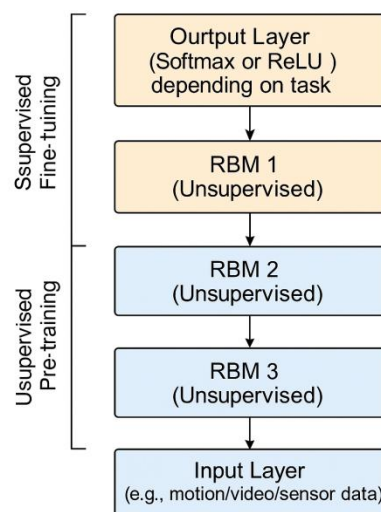 Ourtput Layer
(Softmax or ReLU )
depending on task
Ssupervised
Fine-tuining
RBM 1
(Unsupervised)
RBM 2
(Unsupervised)
Usupervised
Pre-training
RBM 3
(Unsupervised)
Input Layer
(e.g., motion/video/sensor data)